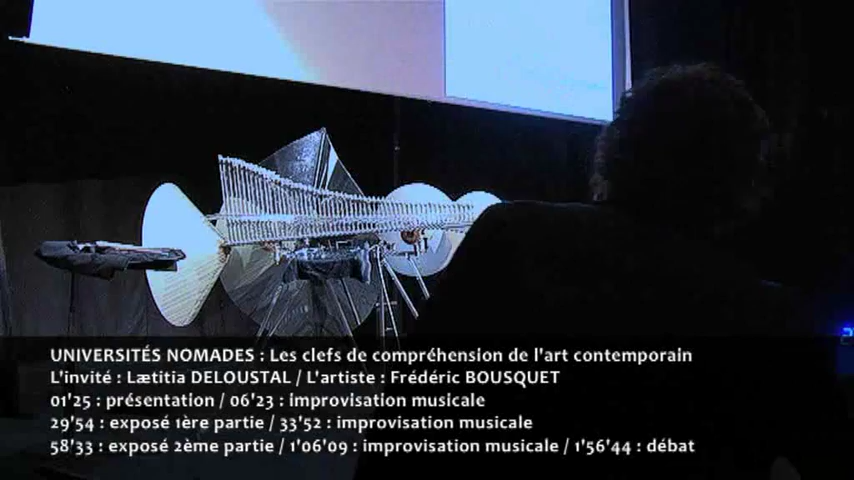 UNIVERSITÉS NOMADES : Les clefs de compréhension de l'art contemporain
L'invité : Lætitia DELOUSTAL / L'artiste : Frédéric BOUSQUET
01'25 : présentation / 06'23 : improvisation musicale
29'54 : exposé 1ère partie / 33'52 : improvisation musicale
58'33 : exposé 2ème partie / 1'06'09 : improvisation musicale / 1'56'44 : débat